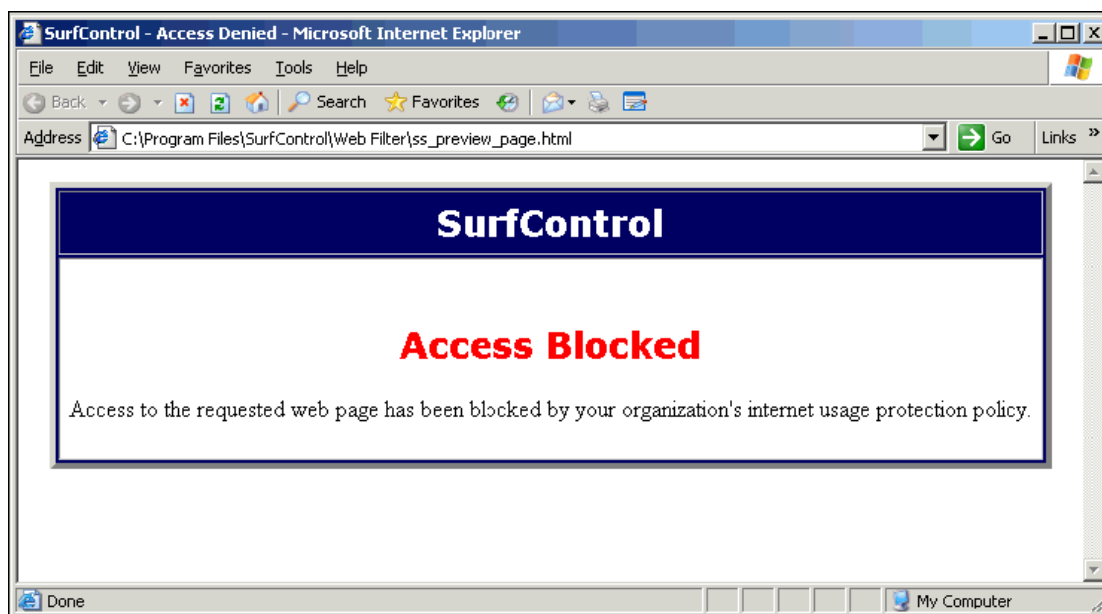 SurfControl - Access Denied - Microsoft Internet Explorer
File Edit View Favorites Tools Help
Back Search Favorites
Address C:\Program Files\SurfControl\Web Filter\ss_preview_page.html Go Links »
SurfControl
Access Blocked
Access to the requested web page has been blocked by your organization's internet usage protection policy.
Done My Computer